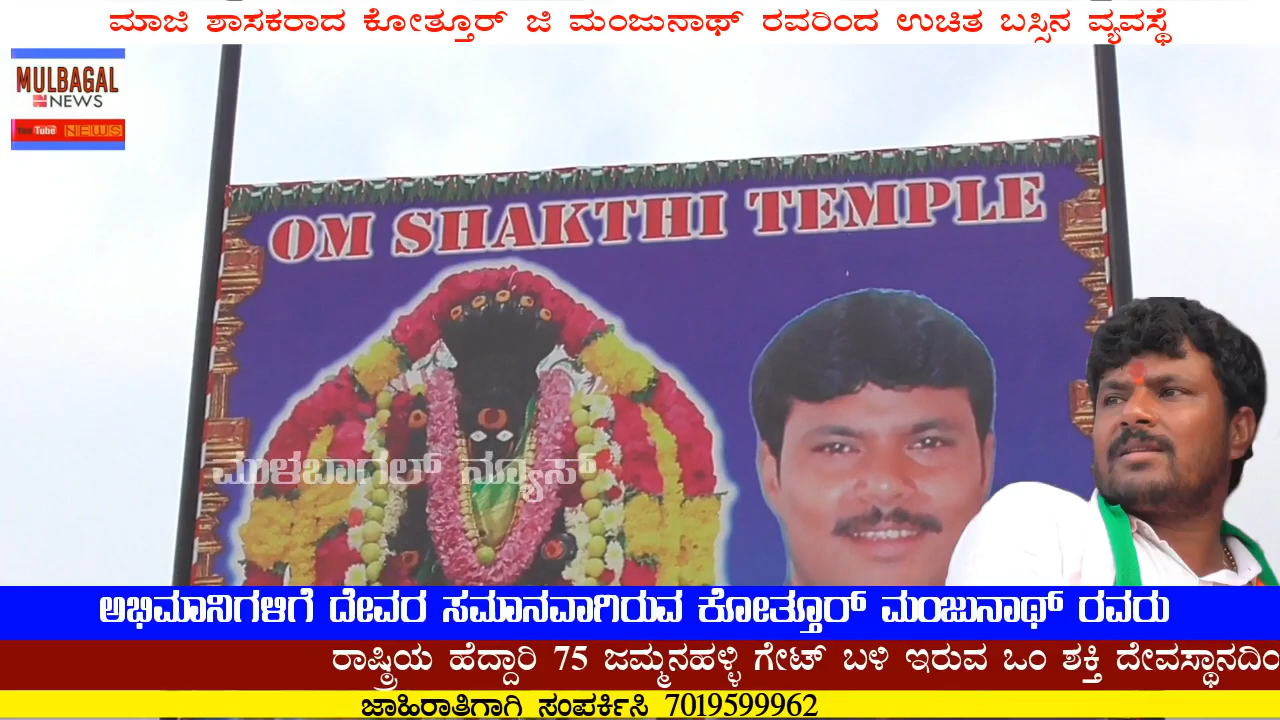 ಮಾಜಿ ಶಾಸಕರಾದ ಕೋತ್ತೂರ್ ಜಿ ಮಂಜುನಾಥ್ ರವರಿಂದ ಉಚಿತ ಬಸ್ಸಿನ ವ್ಯವಸ್ಥೆ
MULBAGAL
NEWS
YouTube NEWS
OM SHAKTHI TEMPLE
ಮುಳಬಾಗಲ್ ನ್ಯೂಸ್
ಅಭಿಮಾನಿಗಳಿಗೆ ದೇವರ ಸಮಾನವಾಗಿರುವ ಕೋತ್ತೂರ್ ಮಂಜುನಾಥ್ ರವರು
ರಾಷ್ಟ್ರಿಯ ಹೆದ್ದಾರಿ 75 ಜಮ್ಮನಹಳ್ಳಿ ಗೇಟ್ ಬಳಿ ಇರುವ ಒಂ ಶಕ್ತಿ ದೇವಸ್ಥಾನದಿಂ
ಜಾಹಿರಾತಿಗಾಗಿ ಸಂಪರ್ಕಿಸಿ 7019599962